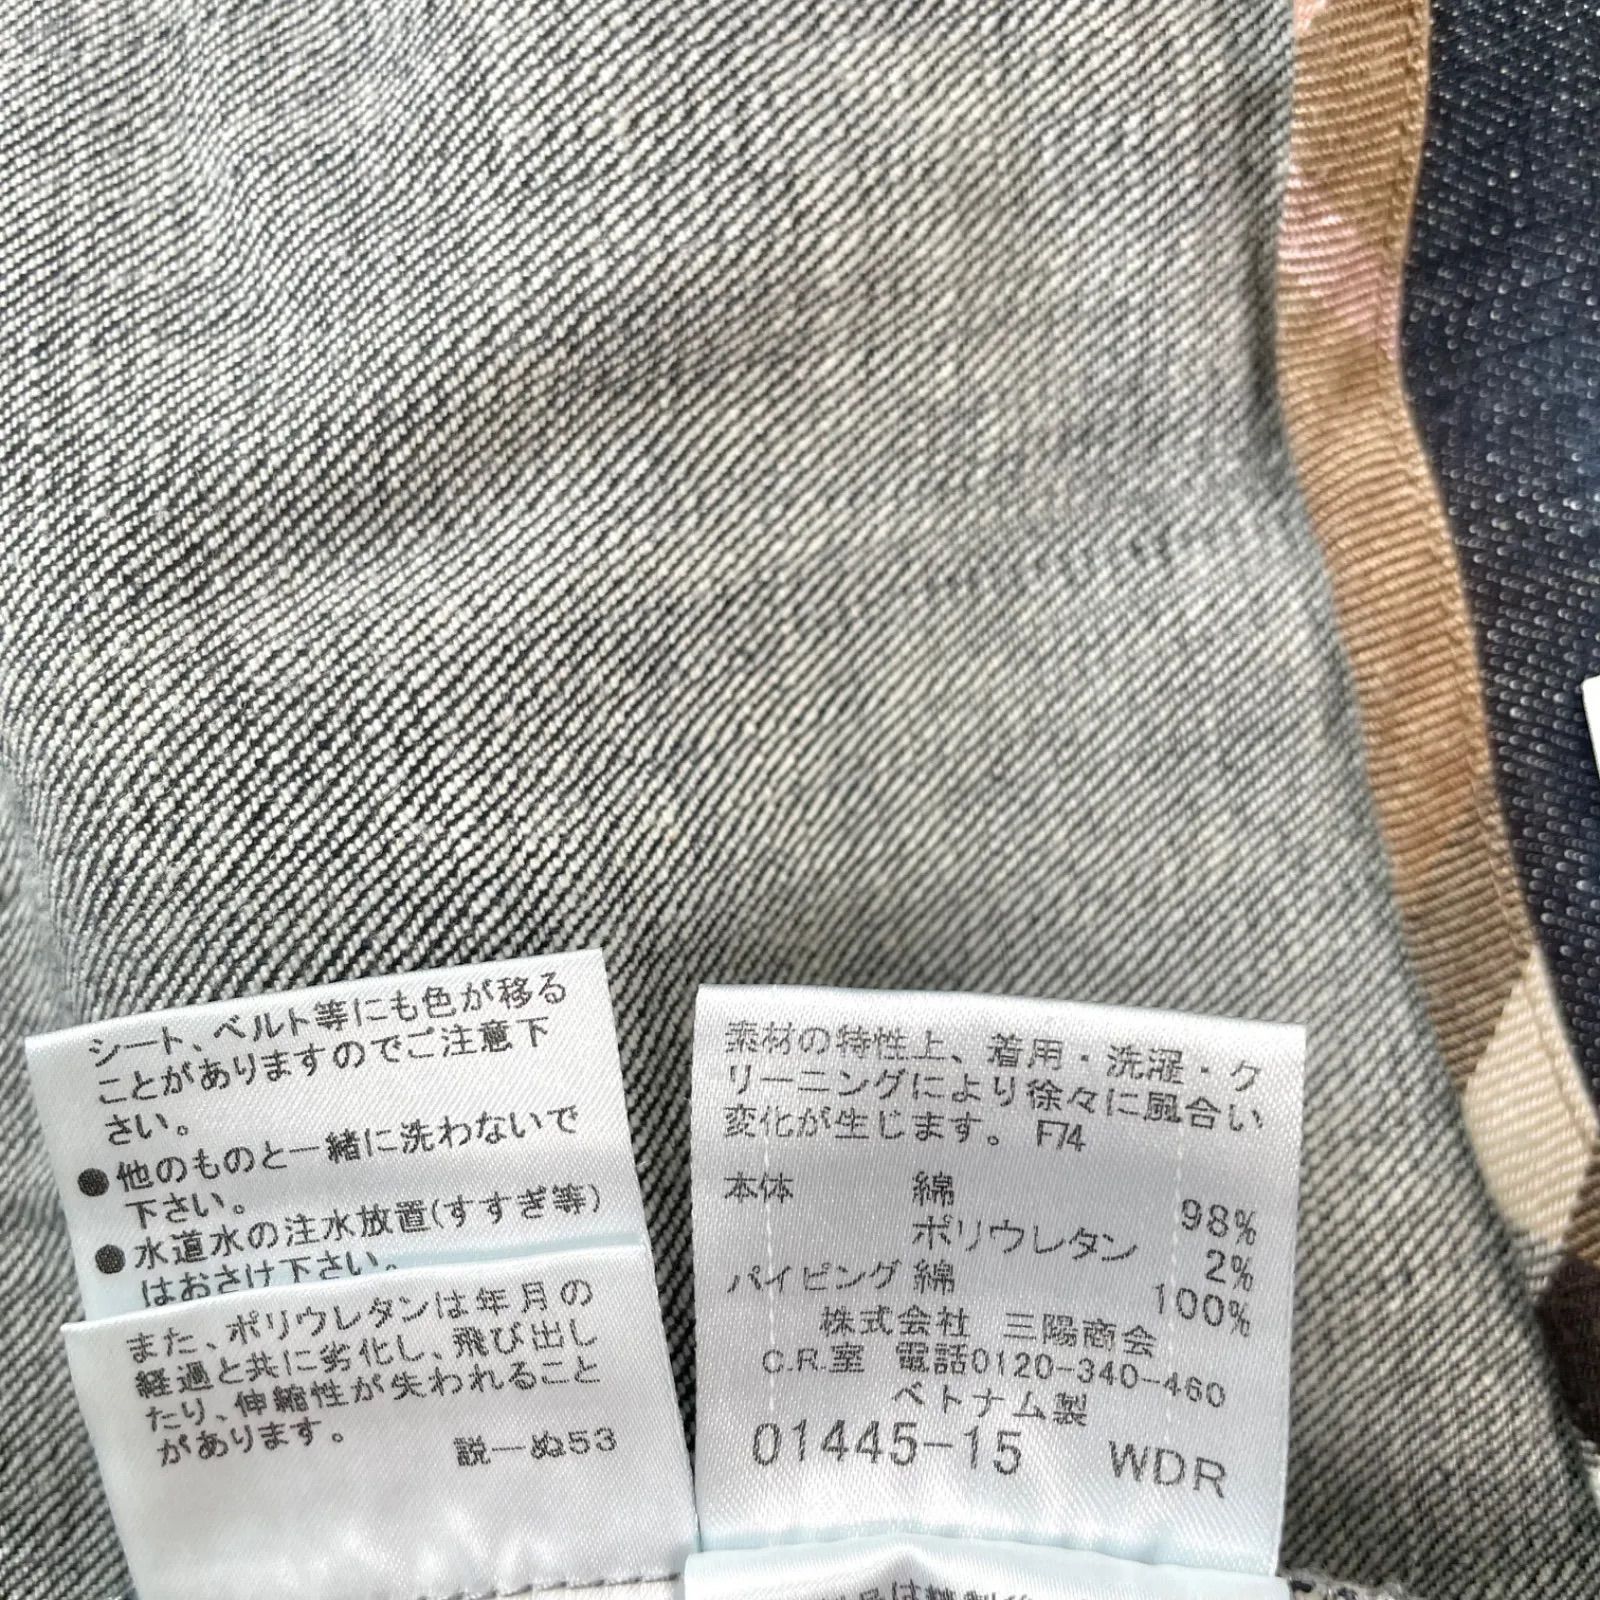 シート、ベルト等にも色が移る
ことがありますのでご注意下
さい。
●他のものと一緒に洗わないで
下さい。
●水道水の注水放置(すすぎ等)
はおさけ下さい。
また、ポリウレタンは年月の
経過と共に劣化し、飛び出し
たり、伸縮性が失われること
があります。
説ーぬ53
素材の特性上、着用・洗濯・ク
リーニングにより徐々に風合い
変化が生じます。 F74
本体 綿 98%
ポリウレタン 2%
パイピング 綿 100%
株式会社 三陽商会
C.R.室 電話0120-340-460
ベトナム製
01445-15 WDR